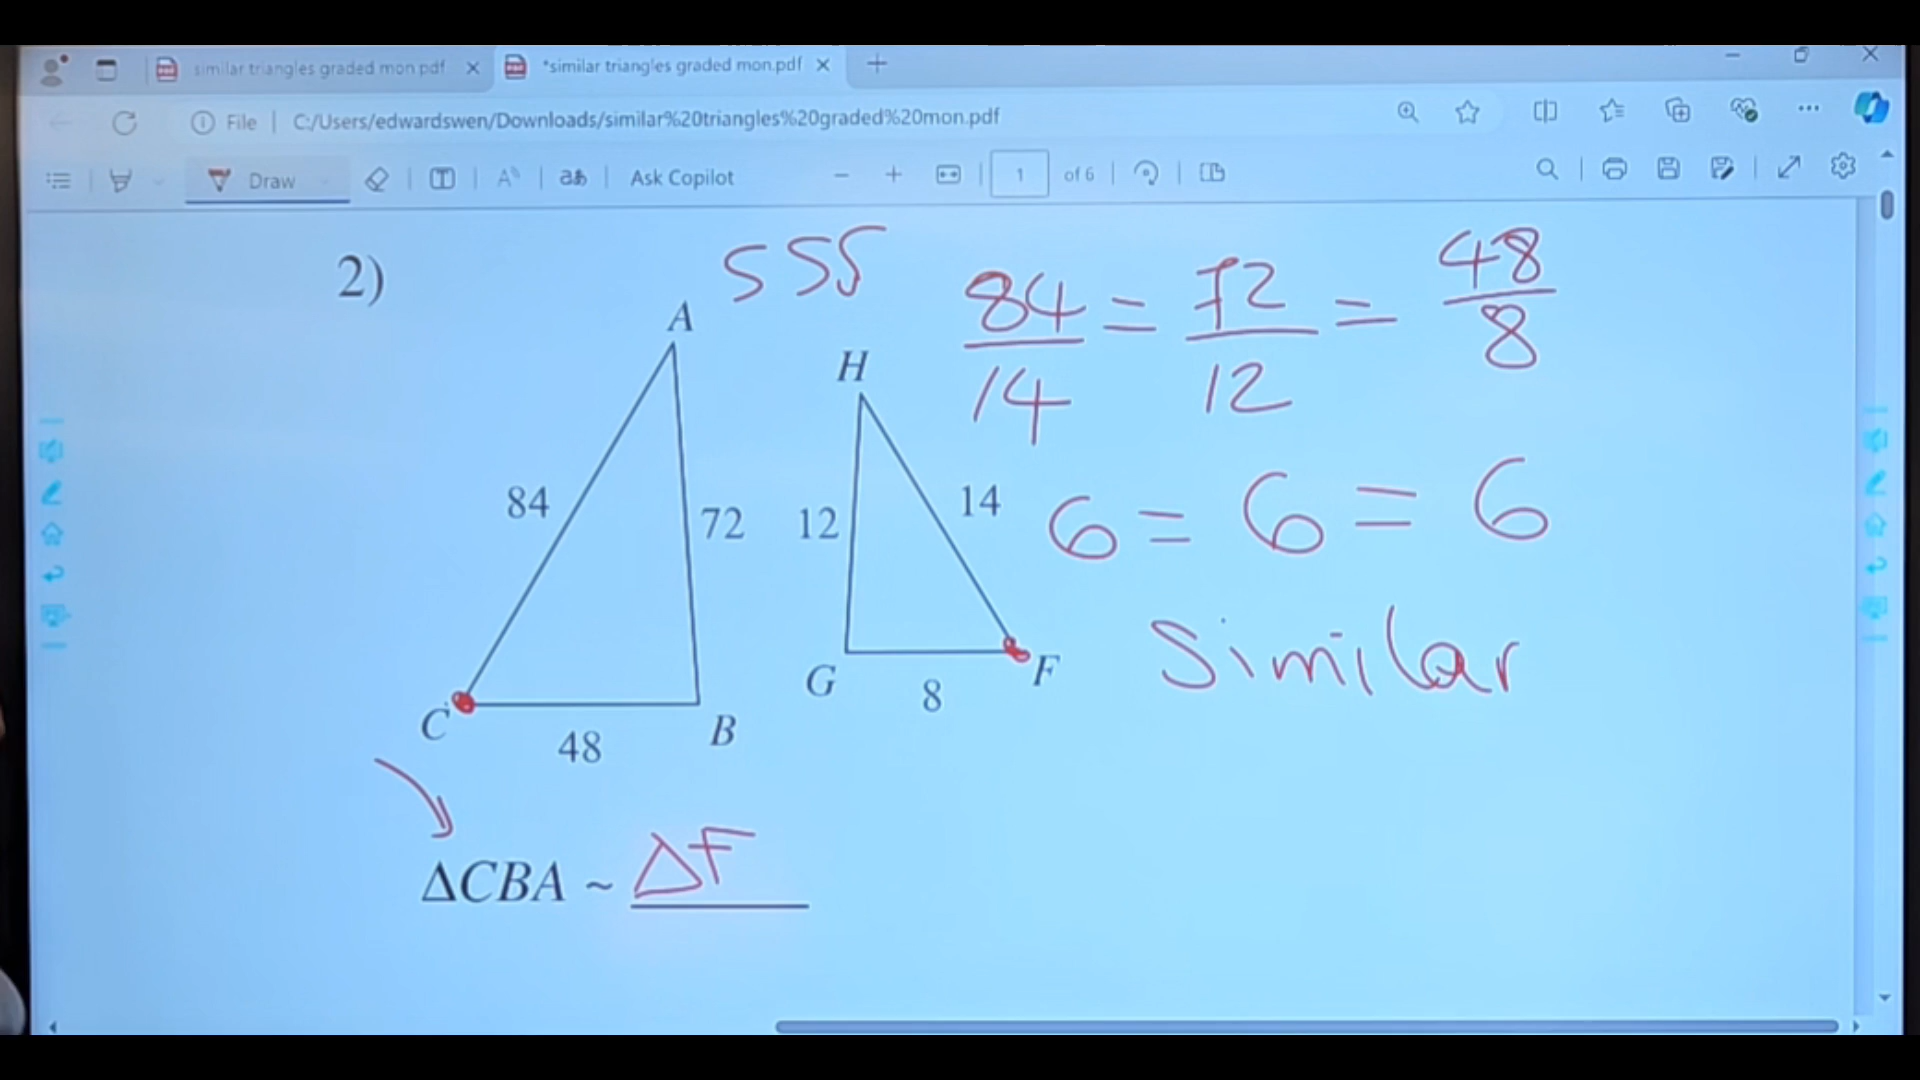 similar triangles graded mon.pdf
*similar triangles graded mon.pdf
File
C:/Users/edwardswen/Downloads/similar%20triangles%20graded%20mon.pdf
Draw
Ask Copilot
1 of 6
2)
SSS
84/14 = 72/12 = 48/8
A
H
84
72
12
14
6 = 6 = 6
C
48
B
G
8
F
Similar
ΔCBA ~ ΔF